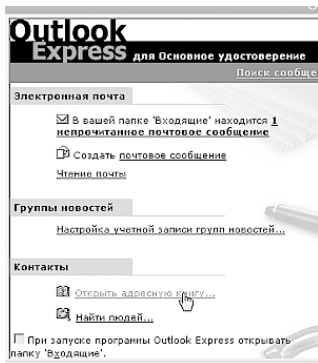 Outlook
Express для Основное удостоверение
Поиск сообще
Электронная почта
В вашей папке 'Входящие' находится 1
непрочитанное почтовое сообщение
Создать почтовое сообщение
Чтение почты
Группы новостей
Настройка учетной записи групп новостей...
Контакты
Открыть адресную книгу...
Найти людей...
При запуске программы Outlook Express открывать
папку 'Входящие'.